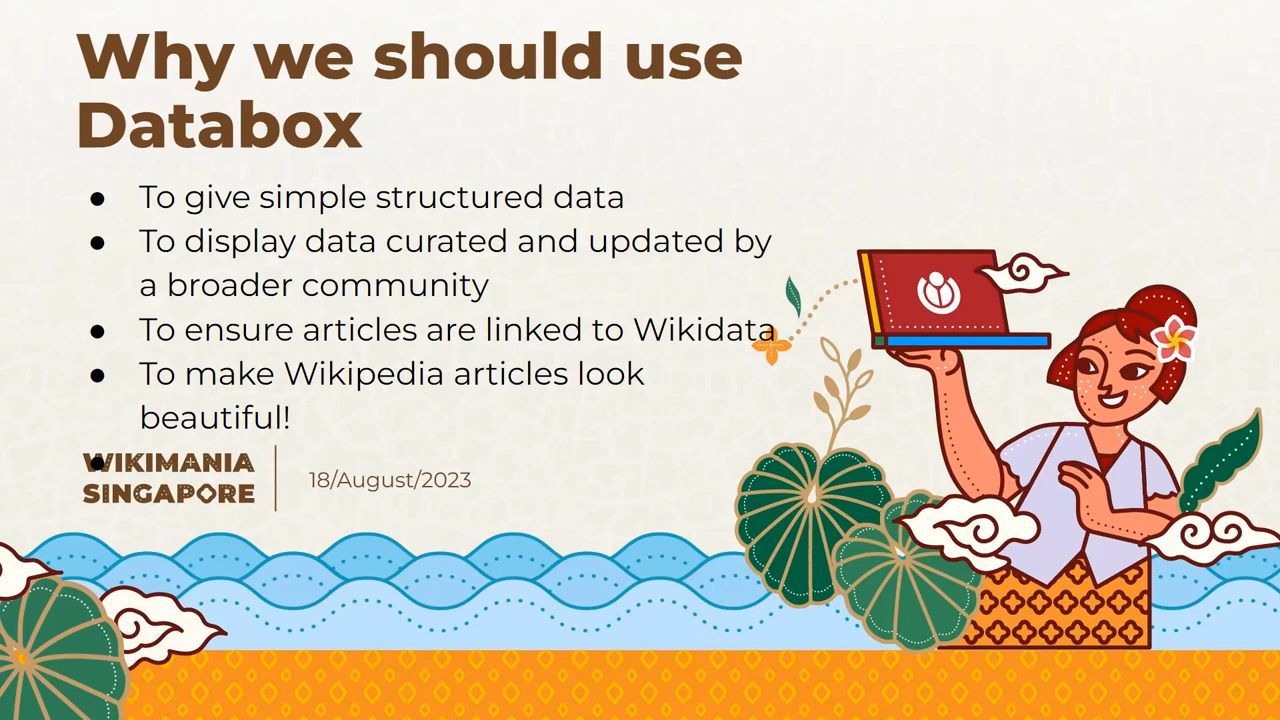 Why we should use
Databox
● To give simple structured data
● To display data curated and updated by
a broader community
● To ensure articles are linked to Wikidata
● To make Wikipedia articles look
beautiful!
●
WIKIMANIA
SINGAPORE
18/August/2023